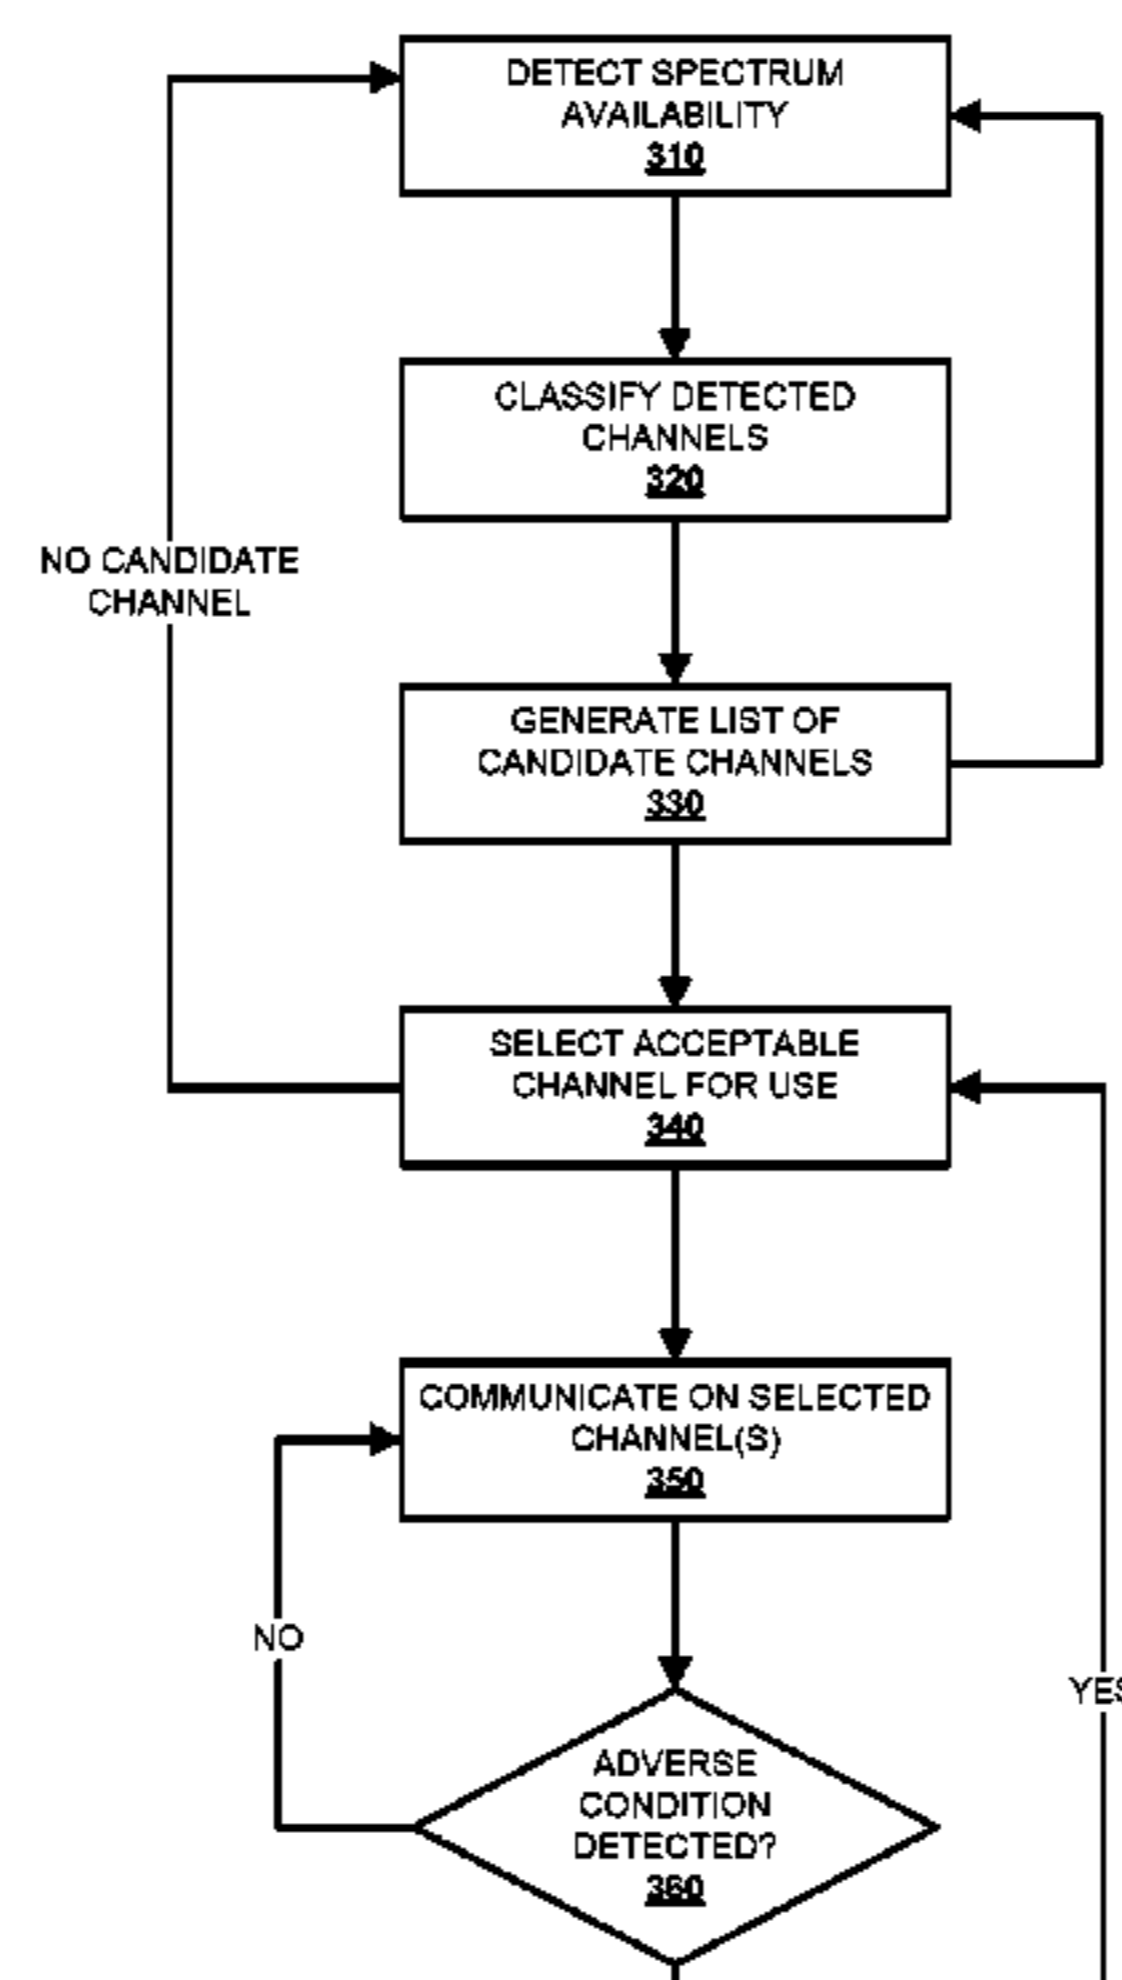 DETECT SPECTRUM
AVAILABILITY
310
CLASSIFY DETECTED
CHANNELS
320
NO CANDIDATE
CHANNEL
GENERATE LIST OF
CANDIDATE CHANNELS
330
SELECT ACCEPTABLE
CHANNEL FOR USE
340
COMMUNICATE ON SELECTED
CHANNEL(S)
350
NO
YES
ADVERSE
CONDITION
DETECTED?
360